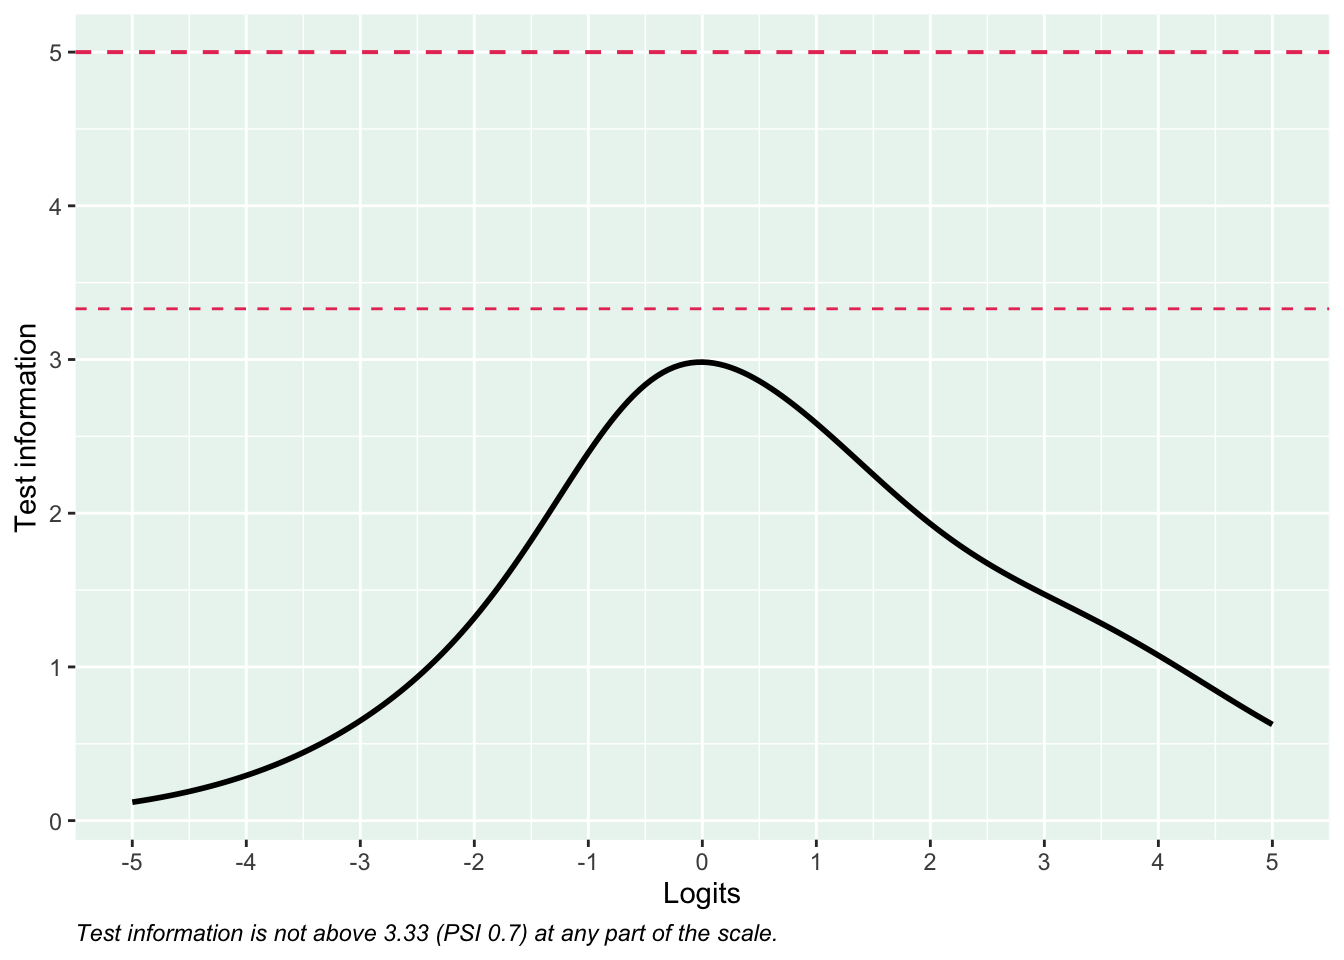 5
4
3
2
1
0
Test information
-5 -4 -3 -2 -1 0 1 2 3 4 5
Logits
Test information is not above 3.33 (PSI 0.7) at any part of the scale.